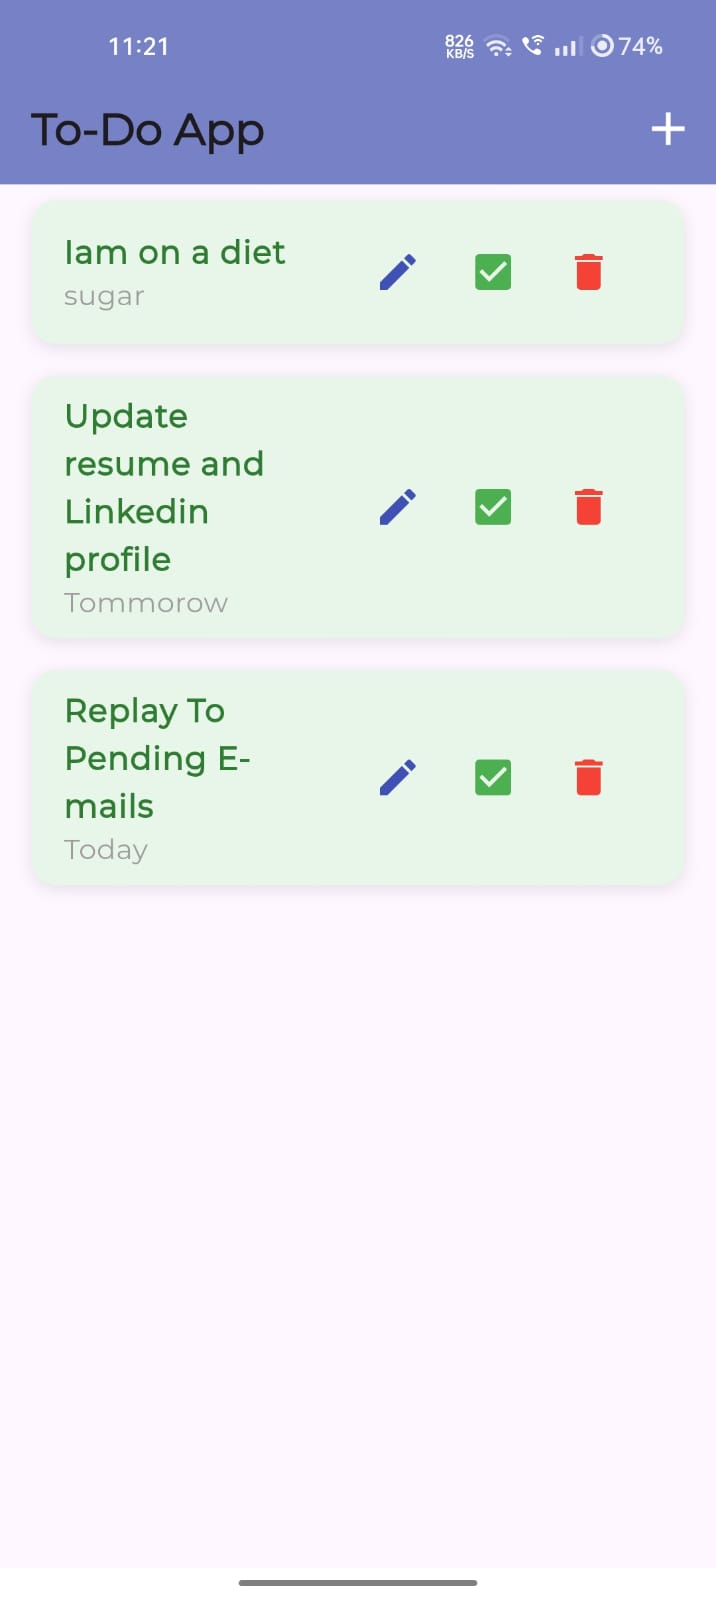 11:21
826
KB/S
74%
To-Do App
Iam on a diet
sugar
Update
resume and
Linkedin
profile
Tommorow
Replay To
Pending E-
mails
Today